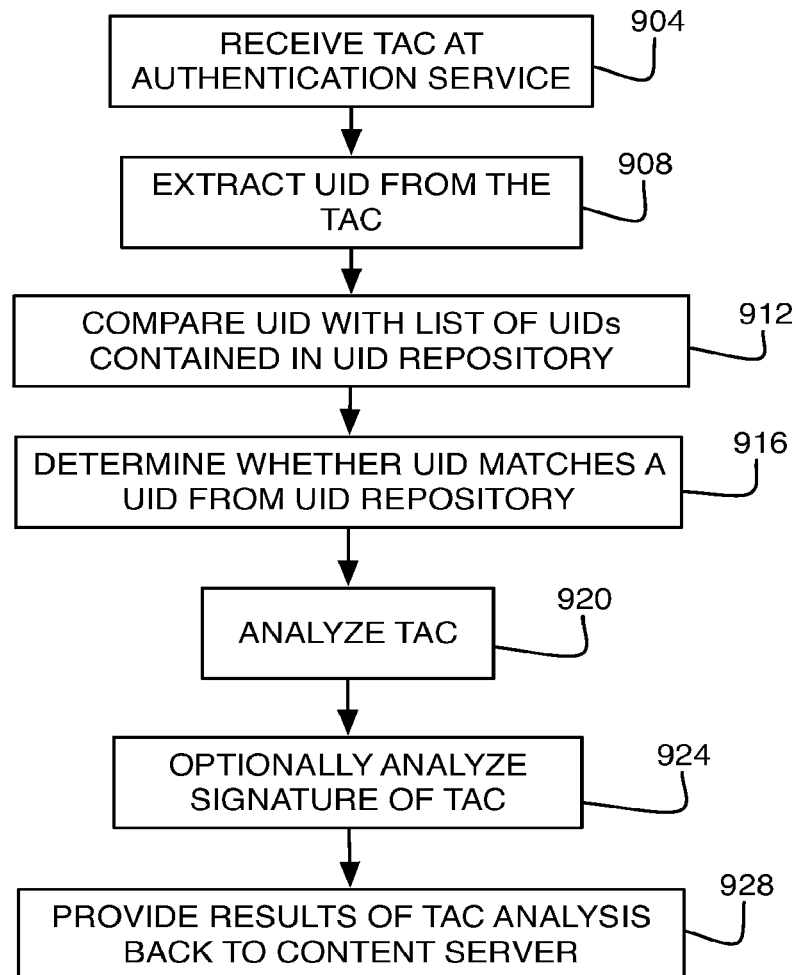 904
RECEIVE TAC AT
AUTHENTICATION SERVICE
908
EXTRACT UID FROM THE
TAC
912
COMPARE UID WITH LIST OF UIDs
CONTAINED IN UID REPOSITORY
916
DETERMINE WHETHER UID MATCHES A
UID FROM UID REPOSITORY
920
ANALYZE TAC
924
OPTIONALLY ANALYZE
SIGNATURE OF TAC
928
PROVIDE RESULTS OF TAC ANALYSIS
BACK TO CONTENT SERVER